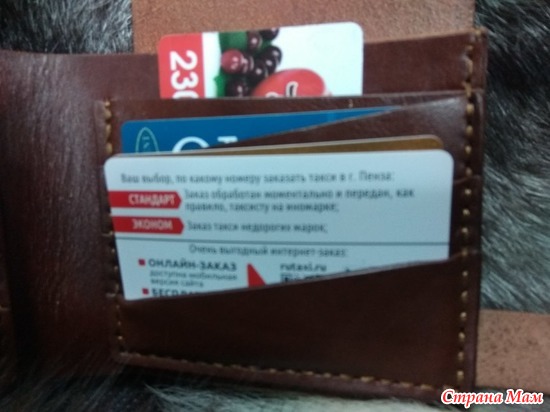 230
Ваш выбор, по какому номеру заказать такси в г. Пенза:
СТАНДАРТ Заказ обработан моментально и передан, как
правило, таксисту на иномарке;
ЭКОНОМ Заказ такси недорогих марок;
Очень выгодный интернет-заказ:
ОНЛАЙН-ЗАКАЗ rutaxi.ru
доступна мобильная
версия сайта
Страна Мам